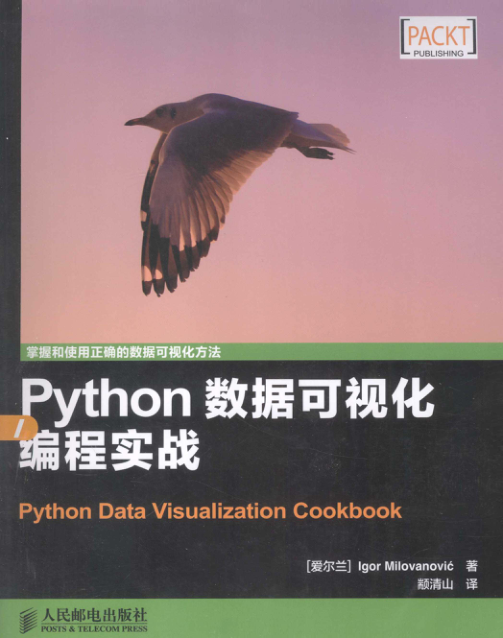 [PACKT]
PUBLISHING
掌握和使用正确的数据可视化方法
Python 数据可视化
编程实战
Python Data Visualization Cookbook
[爱尔兰] Igor Milovanović 著
颛清山 译
人民邮电出版社
POSTS & TELECOM PRESS